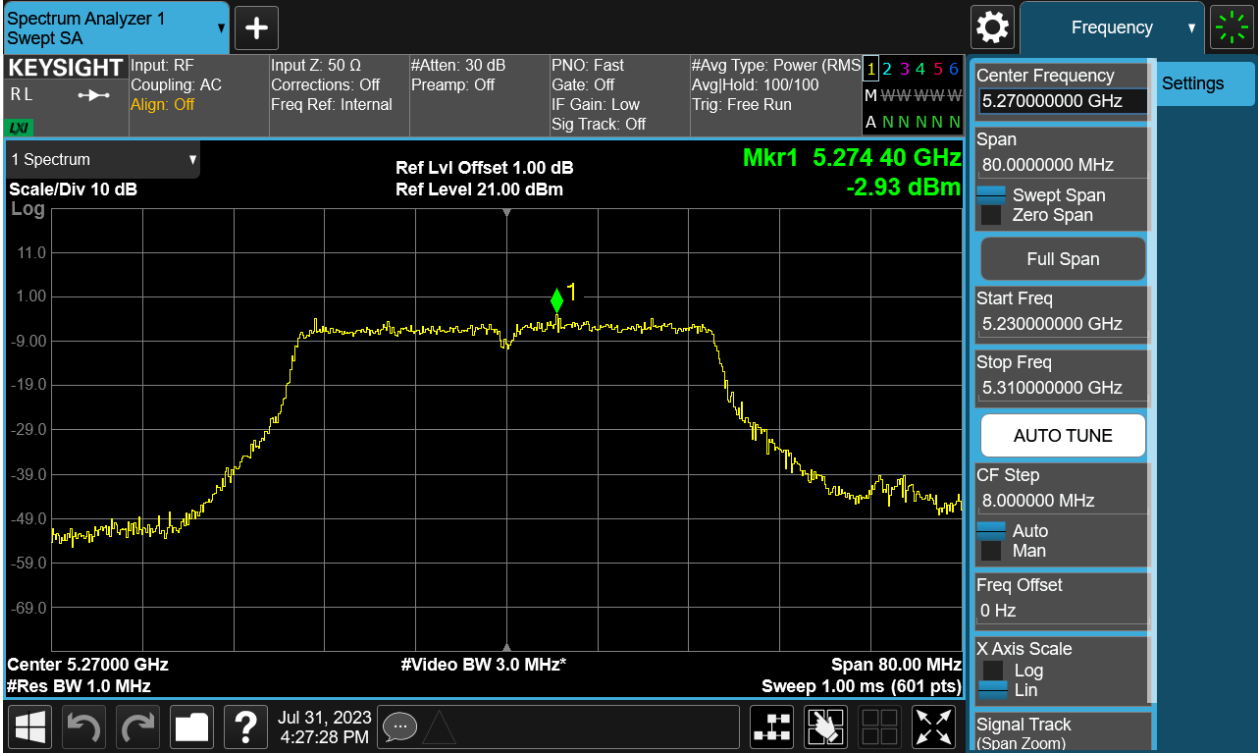 Spectrum Analyzer 1
Swept SA
Frequency
KEYSIGHT
R L
LXI
Input: RF
Coupling: AC
Align: Off
Input Z: 50 Ω
Corrections: Off
Freq Ref: Internal
#Atten: 30 dB
Preamp: Off
PNO: Fast
Gate: Off
IF Gain: Low
Sig Track: Off
#Avg Type: Power (RMS
Avg|Hold: 100/100
Trig: Free Run
1 2 3 4 5 6
M W W W W W
A N N N N N
1 Spectrum
Scale/Div 10 dB
Log
Ref Lvl Offset 1.00 dB
Ref Level 21.00 dBm
Mkr1 5.274 40 GHz
-2.93 dBm
1
11.0
1.00
-9.00
-19.0
-29.0
-39.0
-49.0
-59.0
-69.0
Center 5.27000 GHz
#Res BW 1.0 MHz
#Video BW 3.0 MHz*
Span 80.00 MHz
Sweep 1.00 ms (601 pts)
?
Jul 31, 2023
4:27:28 PM
Center Frequency
5.270000000 GHz
Span
80.0000000 MHz
Swept Span
Zero Span
Full Span
Start Freq
5.230000000 GHz
Stop Freq
5.310000000 GHz
AUTO TUNE
CF Step
8.000000 MHz
Auto
Man
Freq Offset
0 Hz
X Axis Scale
Log
Lin
Signal Track
(Span Zoom)
Settings